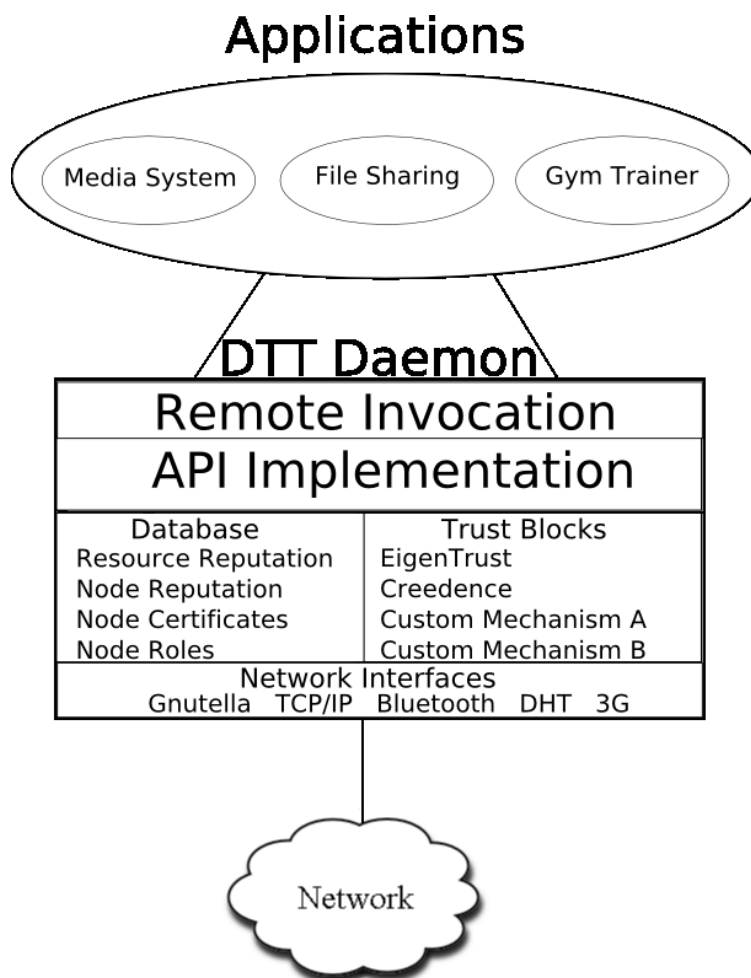 Applications
Media System
File Sharing
Gym Trainer
DTT Daemon
Remote Invocation
API Implementation
Database
Resource Reputation
Node Reputation
Node Certificates
Node Roles
Trust Blocks
EigenTrust
Creedence
Custom Mechanism A
Custom Mechanism B
Network Interfaces
Gnutella TCP/IP Bluetooth DHT 3G
Network